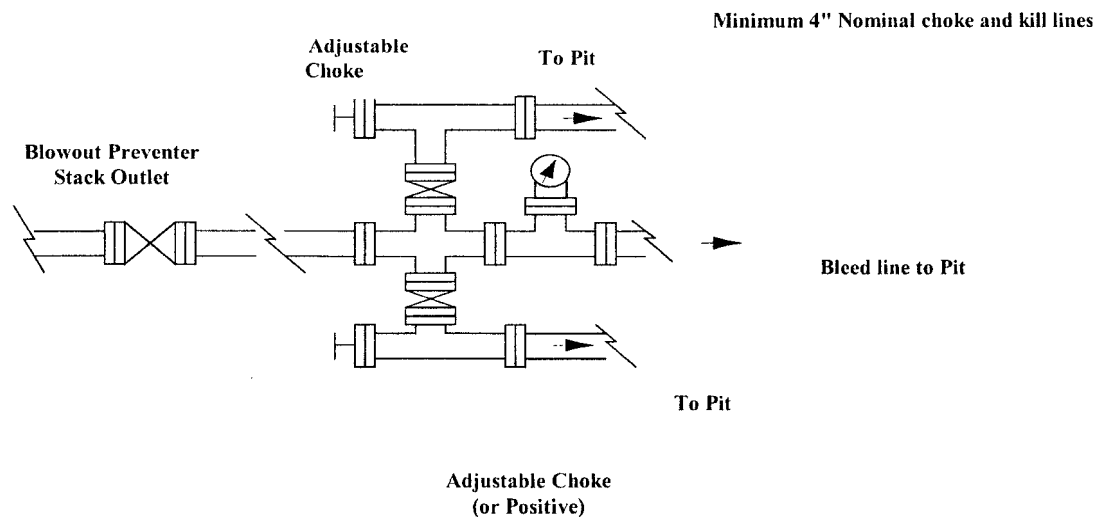 Minimum 4" Nominal choke and kill lines
Adjustable
Choke
To Pit
Blowout Preventer
Stack Outlet
Bleed line to Pit
To Pit
Adjustable Choke
(or Positive)